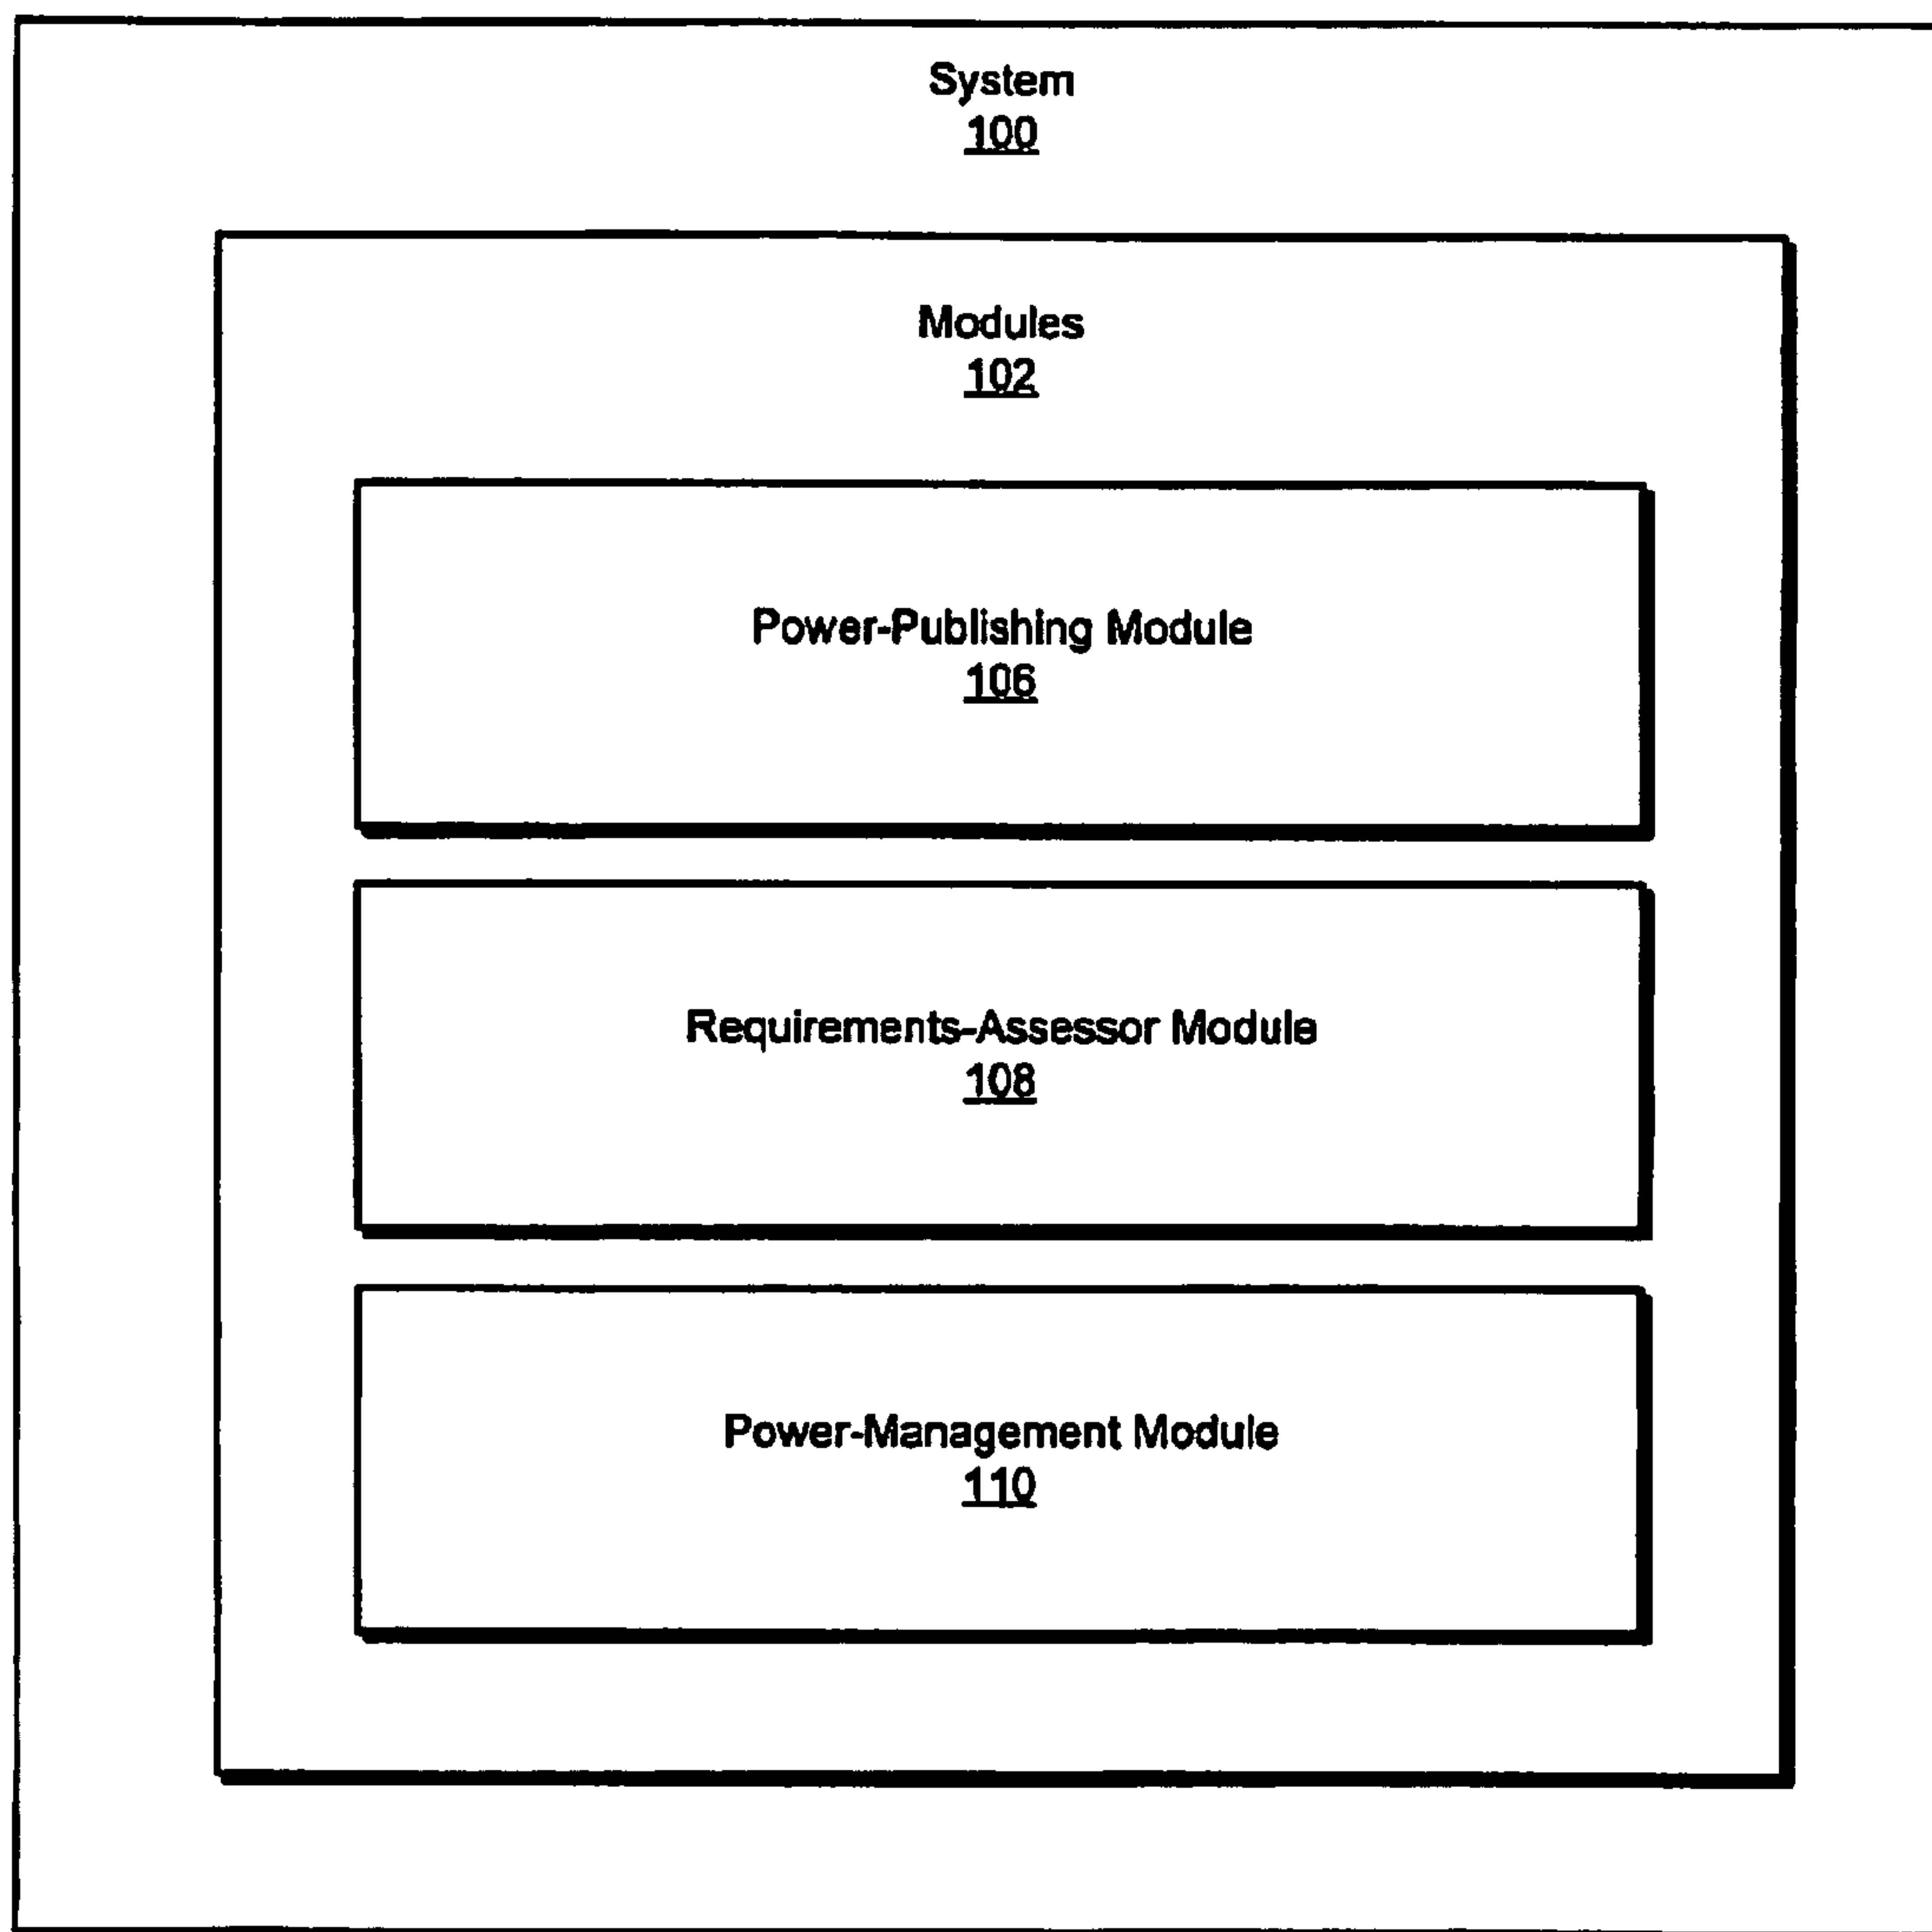 System
100
Modules
102
Power-Publishing Module
106
Requirements-Assessor Module
108
Power-Management Module
110